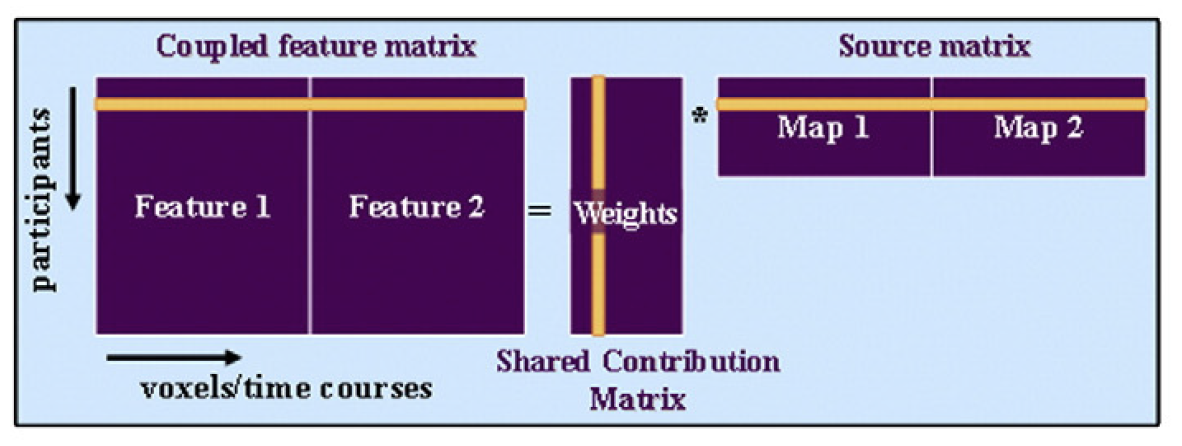 Coupled feature matrix
Source matrix
participants
Feature 1
Feature 2
=
Weights
*
Map 1
Map 2
voxels/time courses
Shared Contribution
Matrix